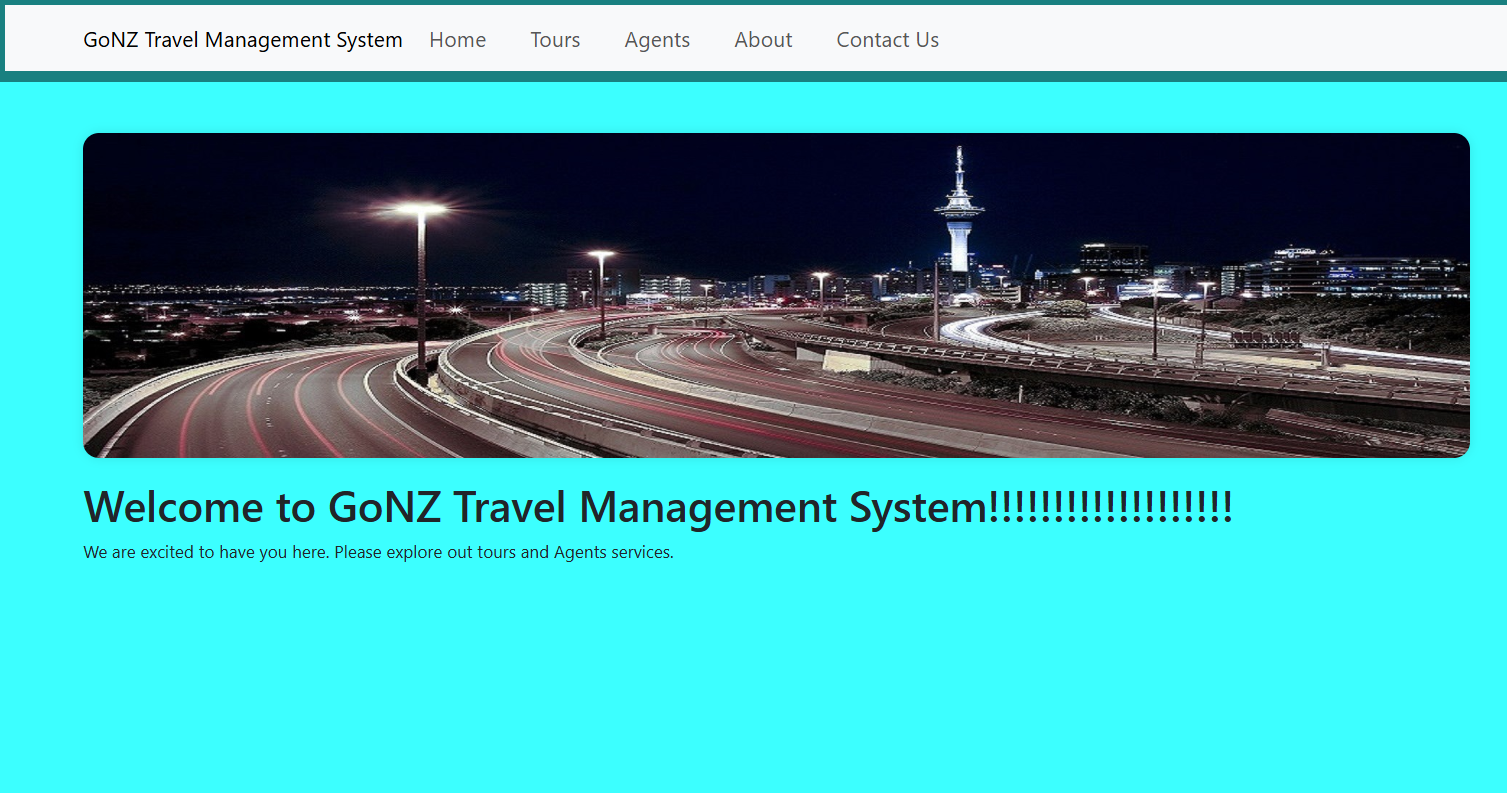 GoNZ Travel Management System Home Tours Agents About Contact Us
Welcome to GoNZ Travel Management System!!!!!!!!!!!!!!!!!!!
We are excited to have you here. Please explore out tours and Agents services.